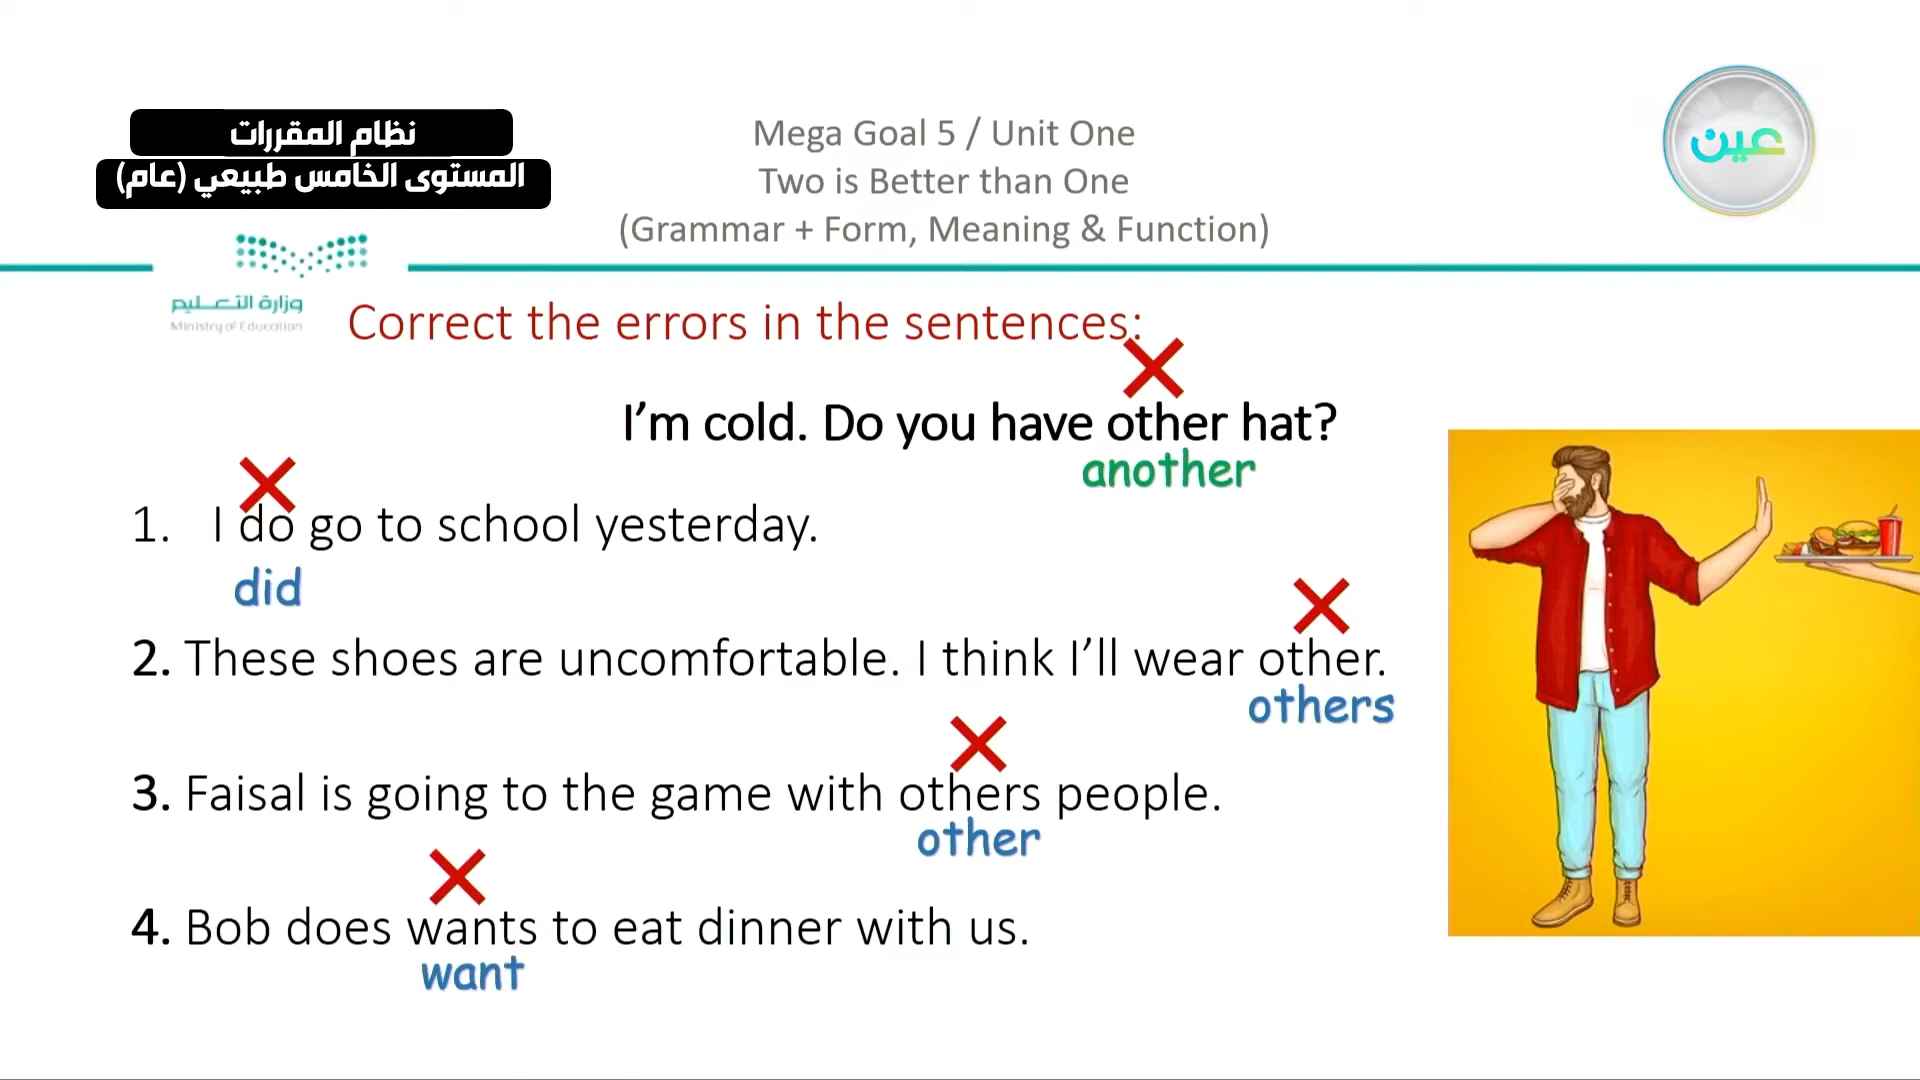 نظام المقررات
المستوى الخامس طبيعي (عام)
Mega Goal 5 / Unit One
Two is Better than One
(Grammar + Form, Meaning & Function)
عين
وزارة التعليم
Ministry of Education
Correct the errors in the sentences:
I'm cold. Do you have other hat?
another
1. I do go to school yesterday.
did
2. These shoes are uncomfortable. I think I'll wear other.
others
3. Faisal is going to the game with others people.
other
4. Bob does wants to eat dinner with us.
want